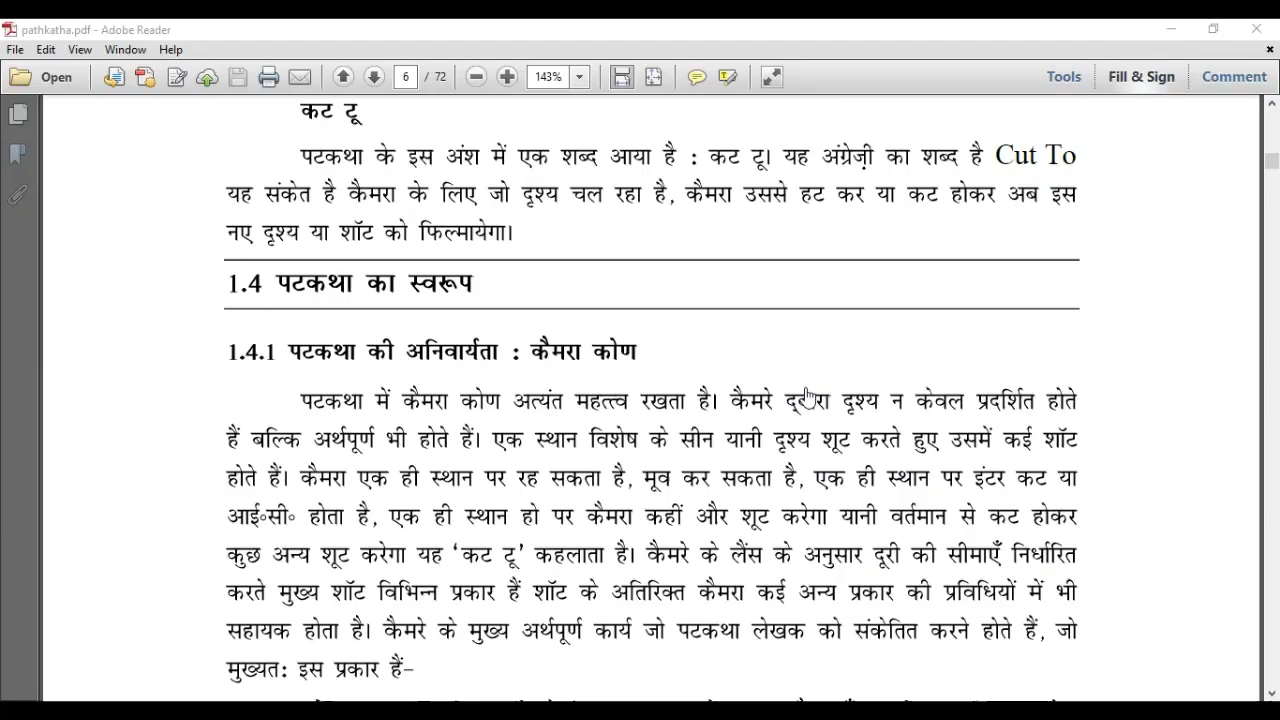 pathkatha.pdf - Adobe Reader
File Edit View Window Help
Open 6 / 72 143% Tools Fill & Sign Comment
कट टू
पटकथा के इस अंश में एक शब्द आया है : कट टू। यह अंग्रेज़ी का शब्द है Cut To
यह संकेत है कैमरा के लिए जो दृश्य चल रहा है, कैमरा उससे हट कर या कट होकर अब इस
नए दृश्य या शॉट को फिल्मायेगा।
1.4 पटकथा का स्वरूप
1.4.1 पटकथा की अनिवार्यता : कैमरा कोण
पटकथा में कैमरा कोण अत्यंत महत्त्व रखता है। कैमरे द्वारा दृश्य न केवल प्रदर्शित होते
हैं बल्कि अर्थपूर्ण भी होते हैं। एक स्थान विशेष के सीन यानी दृश्य शूट करते हुए उसमें कई शॉट
होते हैं। कैमरा एक ही स्थान पर रह सकता है, मूव कर सकता है, एक ही स्थान पर इंटर कट या
आई॰सी॰ होता है, एक ही स्थान हो पर कैमरा कहीं और शूट करेगा यानी वर्तमान से कट होकर
कुछ अन्य शूट करेगा यह ‘कट टू’ कहलाता है। कैमरे के लैंस के अनुसार दूरी की सीमाएँ निर्धारित
करते मुख्य शॉट विभिन्न प्रकार हैं शॉट के अतिरिक्त कैमरा कई अन्य प्रकार की प्रविधियों में भी
सहायक होता है। कैमरे के मुख्य अर्थपूर्ण कार्य जो पटकथा लेखक को संकेतित करने होते हैं, जो
मुख्यत: इस प्रकार हैं–